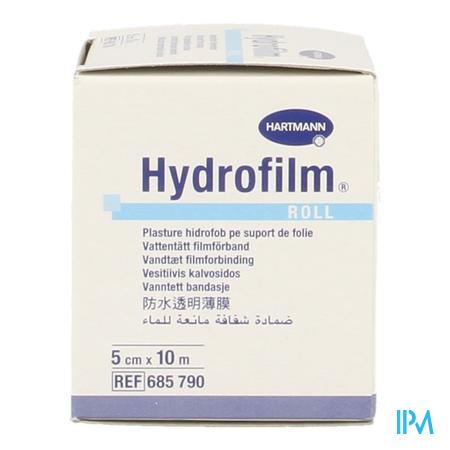 HARTMANN
Hydrofilm®
ROLL
Plasture hidrofob pe suport de folie
Vattentätt filmförband
Vandtæt filmforbinding
Vesitiivis kalvosidos
Vanntett bandasje
防水透明薄膜
ضمادة شفافة مانعة للماء
5 cm x 10 m
REF 685 790
IPM